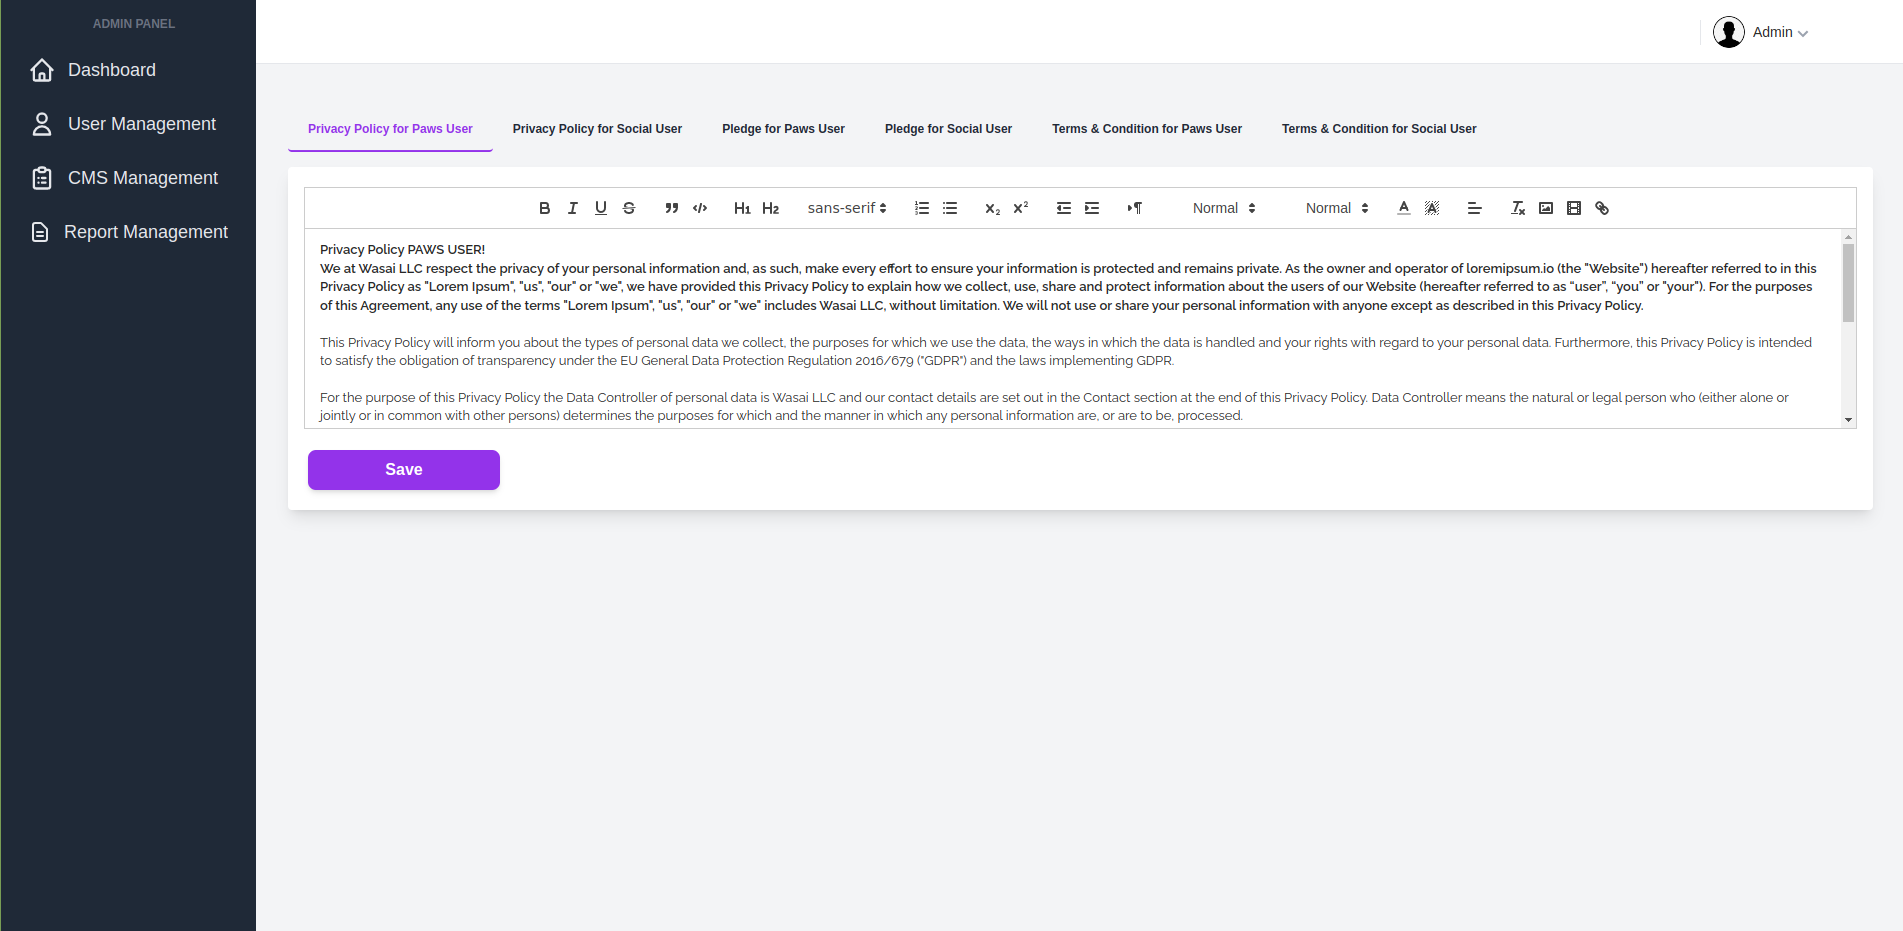 ADMIN PANEL
Dashboard
User Management
CMS Management
Report Management
Admin
Privacy Policy for Paws User
Privacy Policy for Social User
Pledge for Paws User
Pledge for Social User
Terms & Condition for Paws User
Terms & Condition for Social User
B I U S H1 H2 sans-serif X2 X2 Normal Normal A A Tx
Privacy Policy PAWS USER!
We at Wasai LLC respect the privacy of your personal information and, as such, make every effort to ensure your information is protected and remains private. As the owner and operator of loremipsum.io (the "Website") hereafter referred to in this
Privacy Policy as "Lorem Ipsum", "us", "our" or "we", we have provided this Privacy Policy to explain how we collect, use, share and protect information about the users of our Website (hereafter referred to as “user”, “you” or "your"). For the purposes
of this Agreement, any use of the terms "Lorem Ipsum", "us", "our" or "we" includes Wasai LLC, without limitation. We will not use or share your personal information with anyone except as described in this Privacy Policy.
This Privacy Policy will inform you about the types of personal data we collect, the purposes for which we use the data, the ways in which the data is handled and your rights with regard to your personal data. Furthermore, this Privacy Policy is intended
to satisfy the obligation of transparency under the EU General Data Protection Regulation 2016/679 ("GDPR") and the laws implementing GDPR.
For the purpose of this Privacy Policy the Data Controller of personal data is Wasai LLC and our contact details are set out in the Contact section at the end of this Privacy Policy. Data Controller means the natural or legal person who (either alone or
jointly or in common with other persons) determines the purposes for which and the manner in which any personal information are, or are to be, processed.
Save